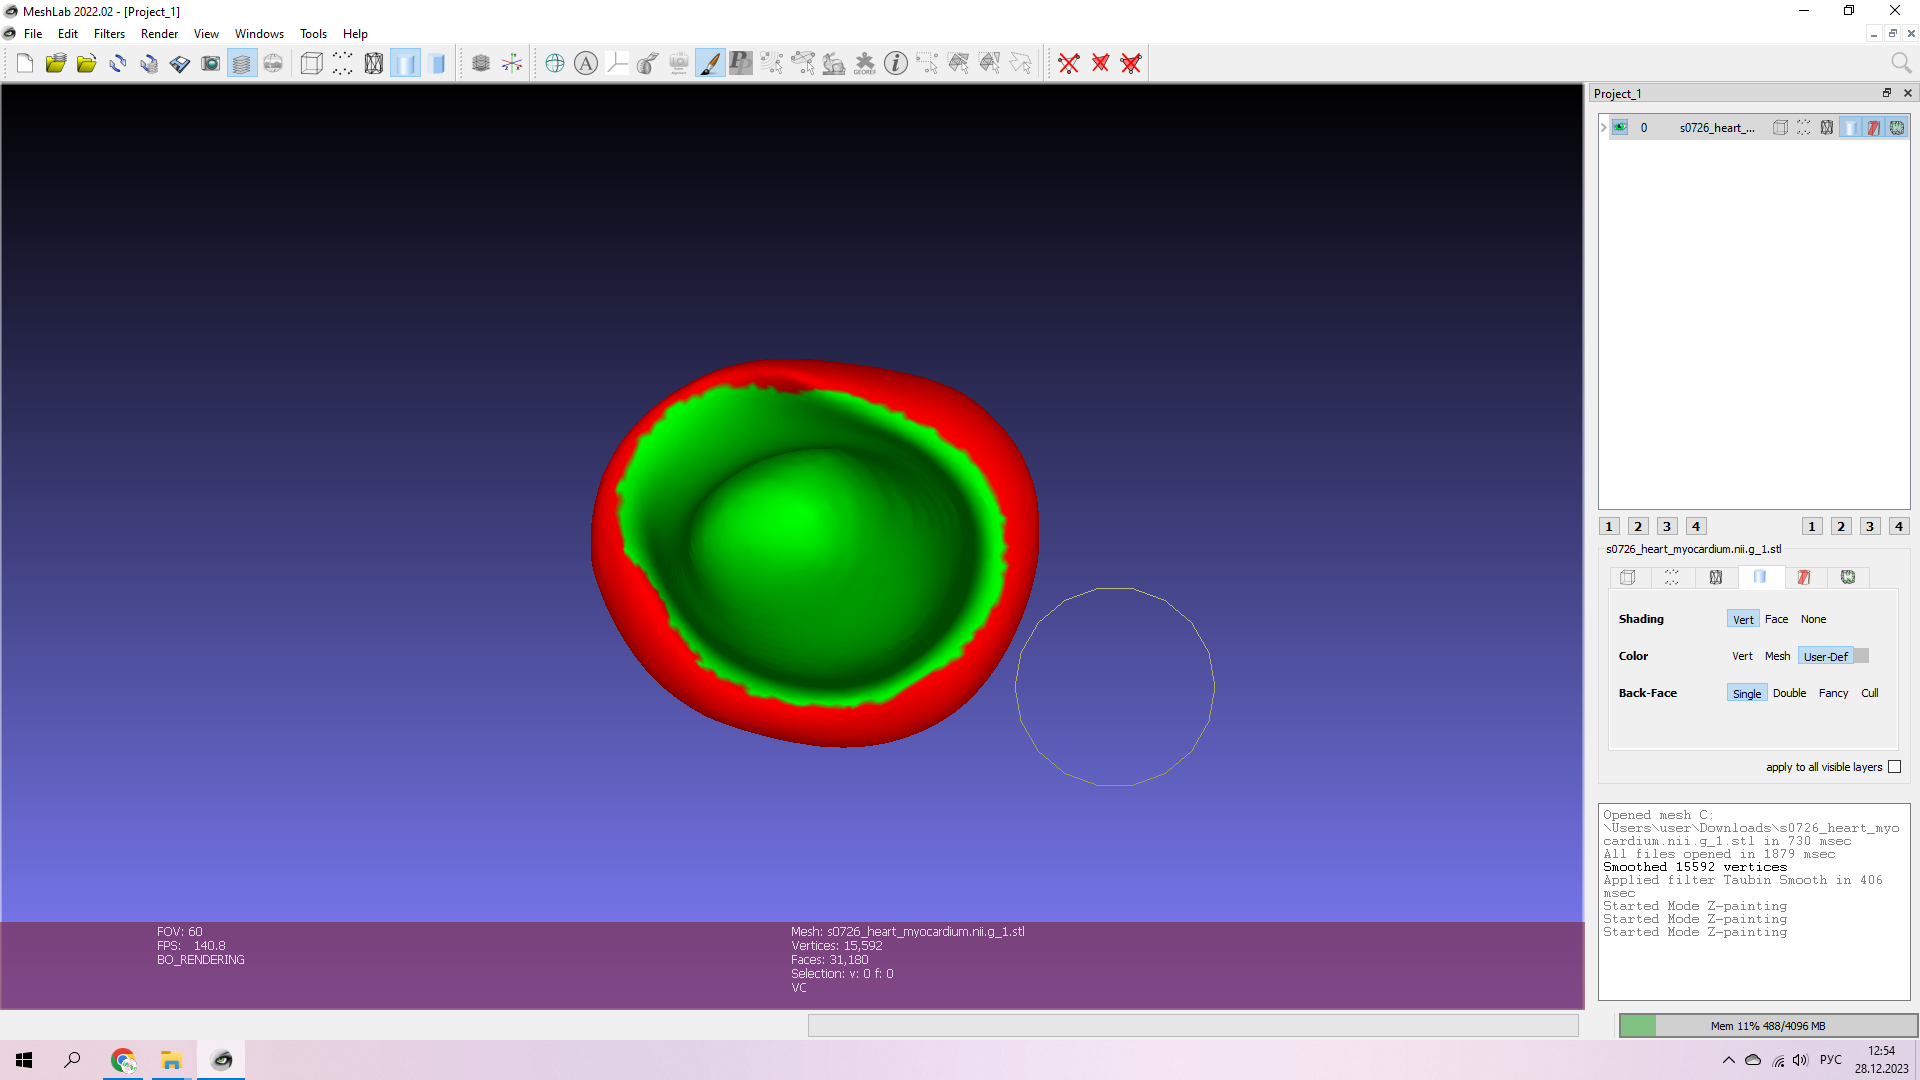 MeshLab 2022.02 - [Project_1]
File Edit Filters Render View Windows Tools Help
A
GEOREF
Project_1
0 s0726_heart_...
1 2 3 4 1 2 3 4
s0726_heart_myocardium.nii.g_1.stl
Shading Vert Face None
Color Vert Mesh User-Def
Back-Face Single Double Fancy Cull
apply to all visible layers
Opened mesh C:
\Users\user\Downloads\s0726_heart_myo
cardium.nii.g_1.stl in 730 msec
All files opened in 1879 msec
Smoothed 15592 vertices
Applied filter Taubin Smooth in 406
msec
Started Mode Z-painting
Started Mode Z-painting
Started Mode Z-painting
FOV: 60
FPS: 140.8
BO_RENDERING
Mesh: s0726_heart_myocardium.nii.g_1.stl
Vertices: 15,592
Faces: 31,180
Selection: v: 0 f: 0
VC
Mem 11% 488/4096 MB
РУС
12:54
28.12.2023